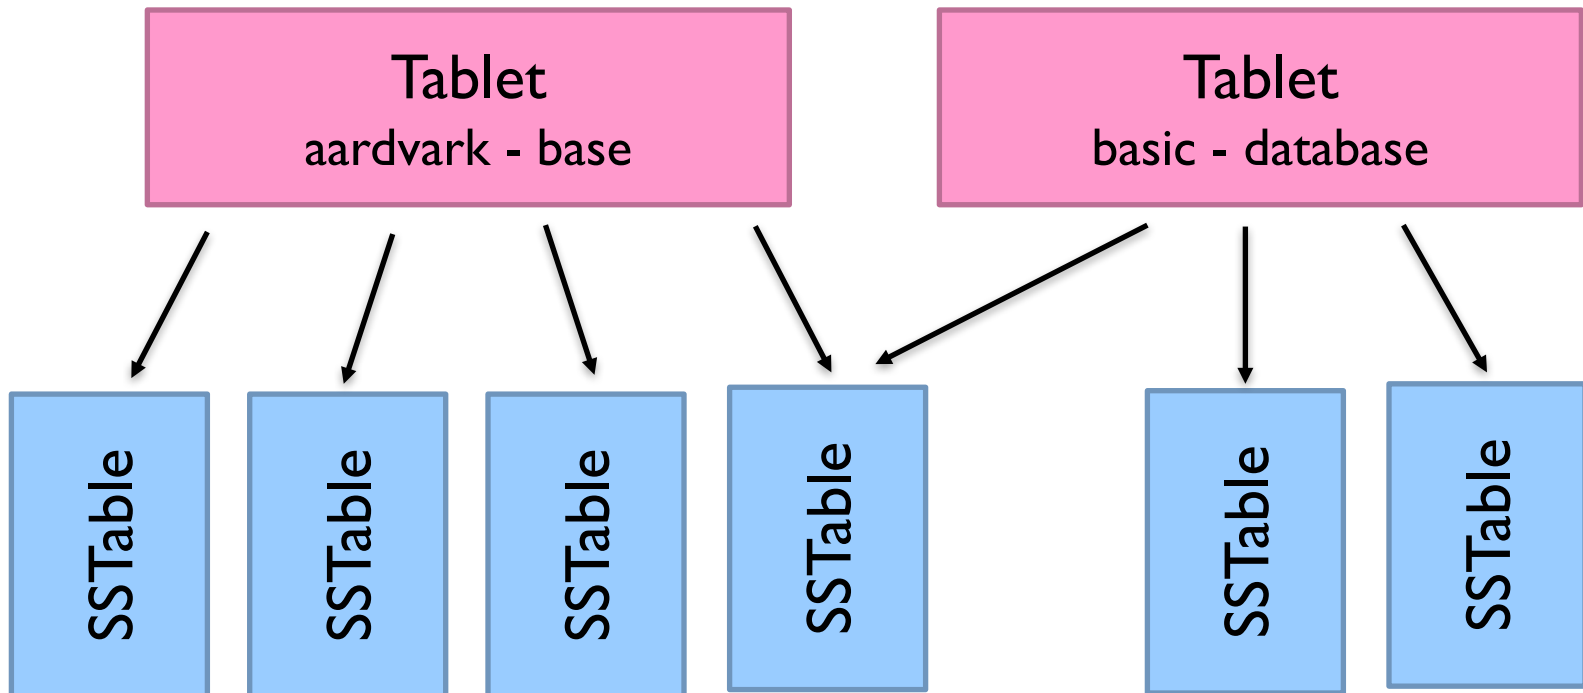 Tablet
aardvark - base
Tablet
basic - database
SSTable
SSTable
SSTable
SSTable
SSTable
SSTable